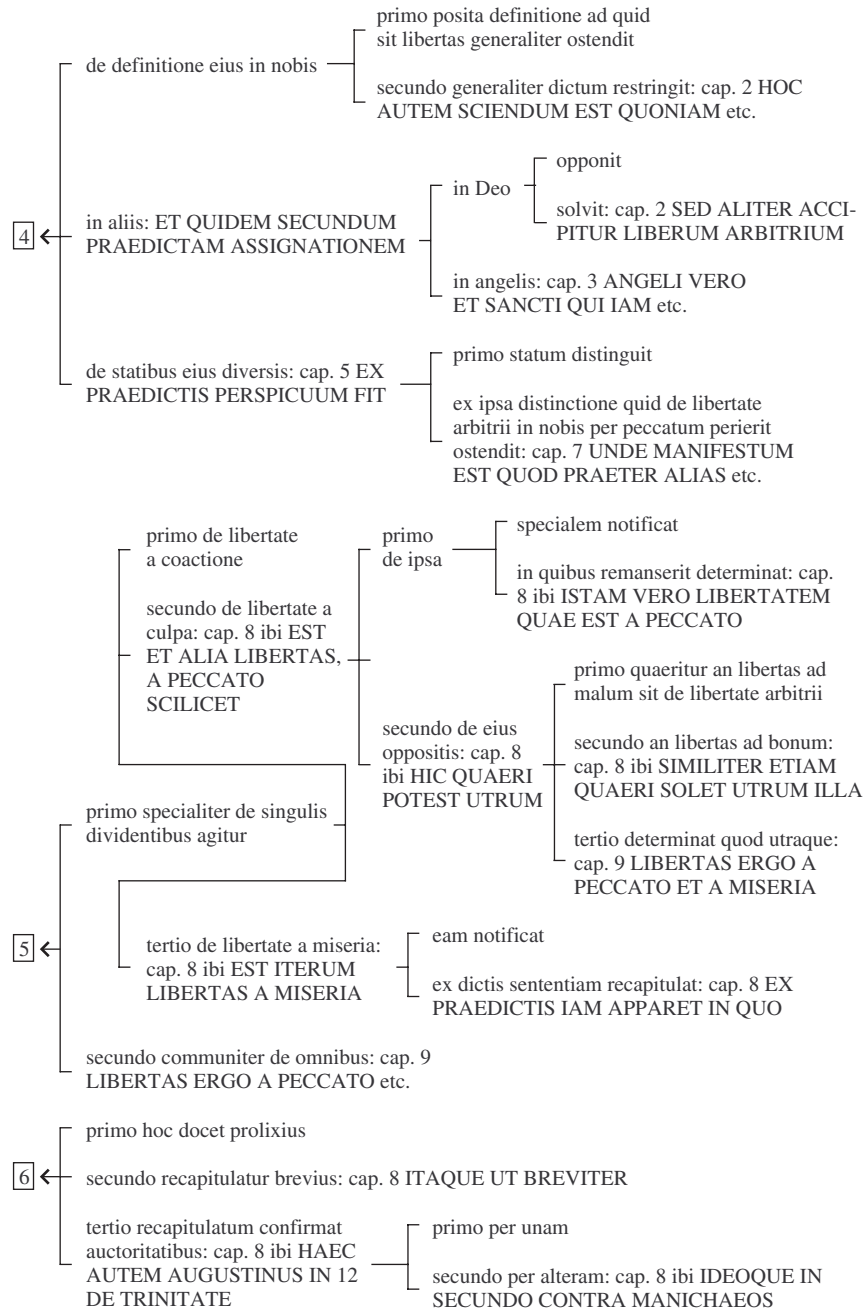 4
de definitione eius in nobis
primo posita definitione ad quid
sit libertas generaliter ostendit
secundo generaliter dictum restringit: cap. 2 HOC
AUTEM SCIENDUM EST QUONIAM etc.
in aliis: ET QUIDEM SECUNDUM
PRAEDICTAM ASSIGNATIONEM
in Deo
opponit
solvit: cap. 2 SED ALITER ACCI-
PITUR LIBERUM ARBITRIUM
in angelis: cap. 3 ANGELI VERO
ET SANCTI QUI IAM etc.
de statibus eius diversis: cap. 5 EX
PRAEDICTIS PERSPICUUM FIT
primo statum distinguit
ex ipsa distinctione quid de libertate
arbitrii in nobis per peccatum perierit
ostendit: cap. 7 UNDE MANIFESTUM
EST QUOD PRAETER ALIAS etc.
5
primo specialiter de singulis
dividentibus agitur
primo de libertate
a coactione
secundo de libertate a
culpa: cap. 8 ibi EST
ET ALIA LIBERTAS,
A PECCATO
SCILICET
primo
de ipsa
specialem notificat
in quibus remanserit determinat: cap.
8 ibi ISTAM VERO LIBERTATEM
QUAE EST A PECCATO
secundo de eius
oppositis: cap. 8
ibi HIC QUAERI
POTEST UTRUM
primo quaeritur an libertas ad
malum sit de libertate arbitrii
secundo an libertas ad bonum:
cap. 8 ibi SIMILITER ETIAM
QUAERI SOLET UTRUM ILLA
tertio determinat quod utraque:
cap. 9 LIBERTAS ERGO A
PECCATO ET A MISERIA
tertio de libertate a miseria:
cap. 8 ibi EST ITERUM
LIBERTAS A MISERIA
eam notificat
ex dictis sententiam recapitulat: cap. 8 EX
PRAEDICTIS IAM APPARET IN QUO
secundo communiter de omnibus: cap. 9
LIBERTAS ERGO A PECCATO etc.
6
primo hoc docet prolixius
secundo recapitulatur brevius: cap. 8 ITAQUE UT BREVITER
tertio recapitulatum confirmat
auctoritatibus: cap. 8 ibi HAEC
AUTEM AUGUSTINUS IN 12
DE TRINITATE
primo per unam
secundo per alteram: cap. 8 ibi IDEOQUE IN
SECUNDO CONTRA MANICHAEOS